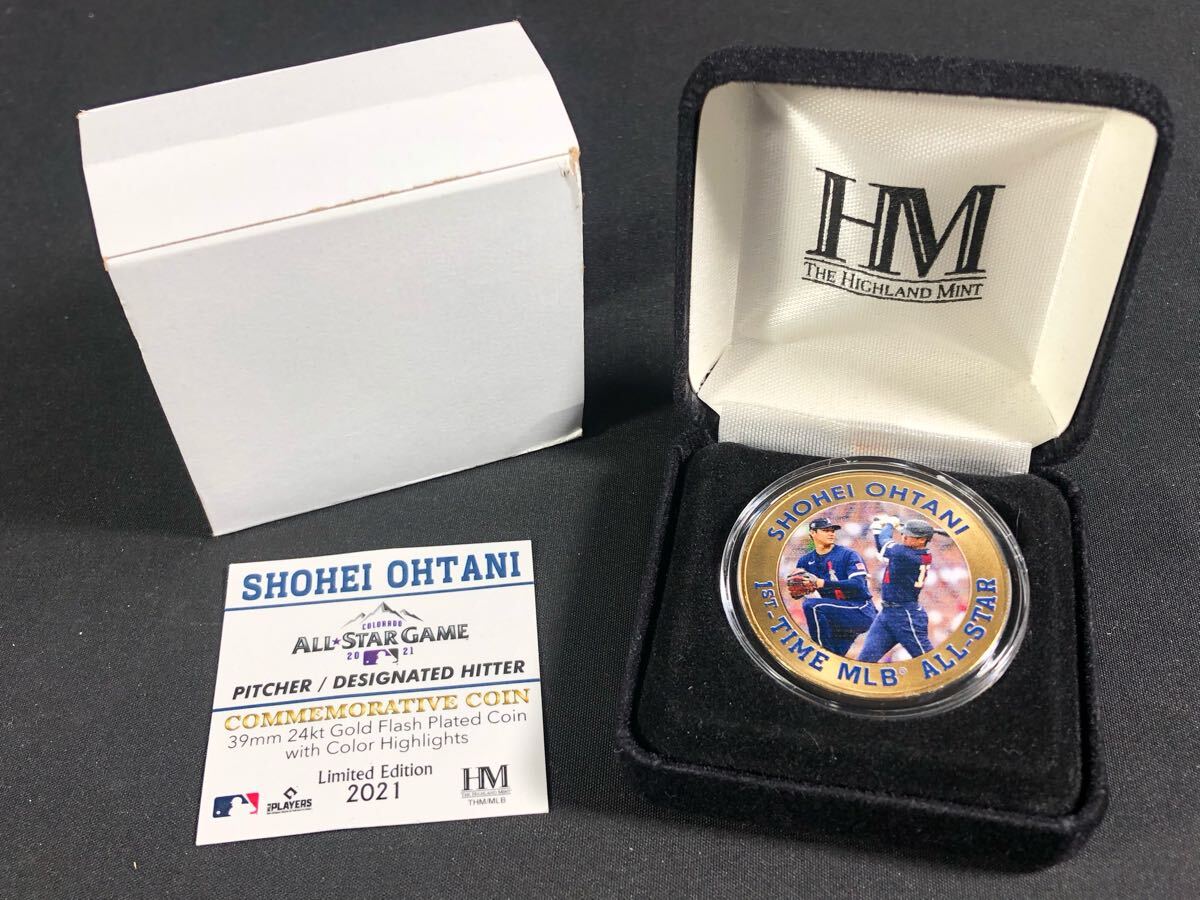 HM
THE HIGHLAND MINT
SHOHEI OHTANI
1ST-TIME MLB® ALL-STAR
SHOHEI OHTANI
COLORADO
ALL★STAR GAME
20 21
PITCHER / DESIGNATED HITTER
COMMEMORATIVE COIN
39mm 24kt Gold Flash Plated Coin
with Color Highlights
Limited Edition
2021
PLAYERS
HM
THE HIGHLAND MINT
THM/MLB